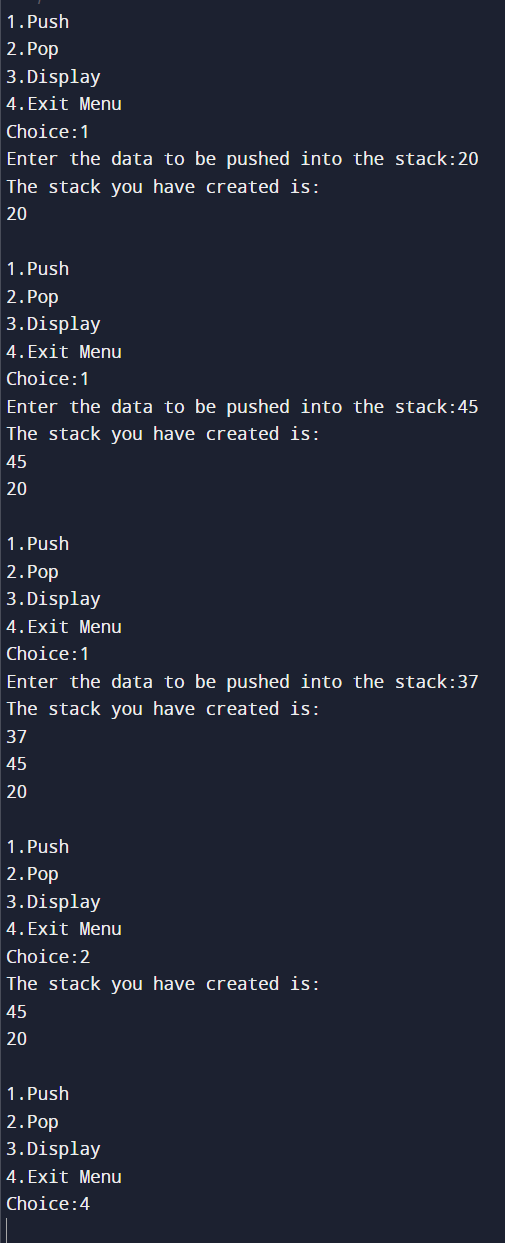 1.Push
2.Pop
3.Display
4.Exit Menu
Choice:1
Enter the data to be pushed into the stack:20
The stack you have created is:
20
1.Push
2.Pop
3.Display
4.Exit Menu
Choice:1
Enter the data to be pushed into the stack:45
The stack you have created is:
45
20
1.Push
2.Pop
3.Display
4.Exit Menu
Choice:1
Enter the data to be pushed into the stack:37
The stack you have created is:
37
45
20
1.Push
2.Pop
3.Display
4.Exit Menu
Choice:2
The stack you have created is:
45
20
1.Push
2.Pop
3.Display
4.Exit Menu
Choice:4